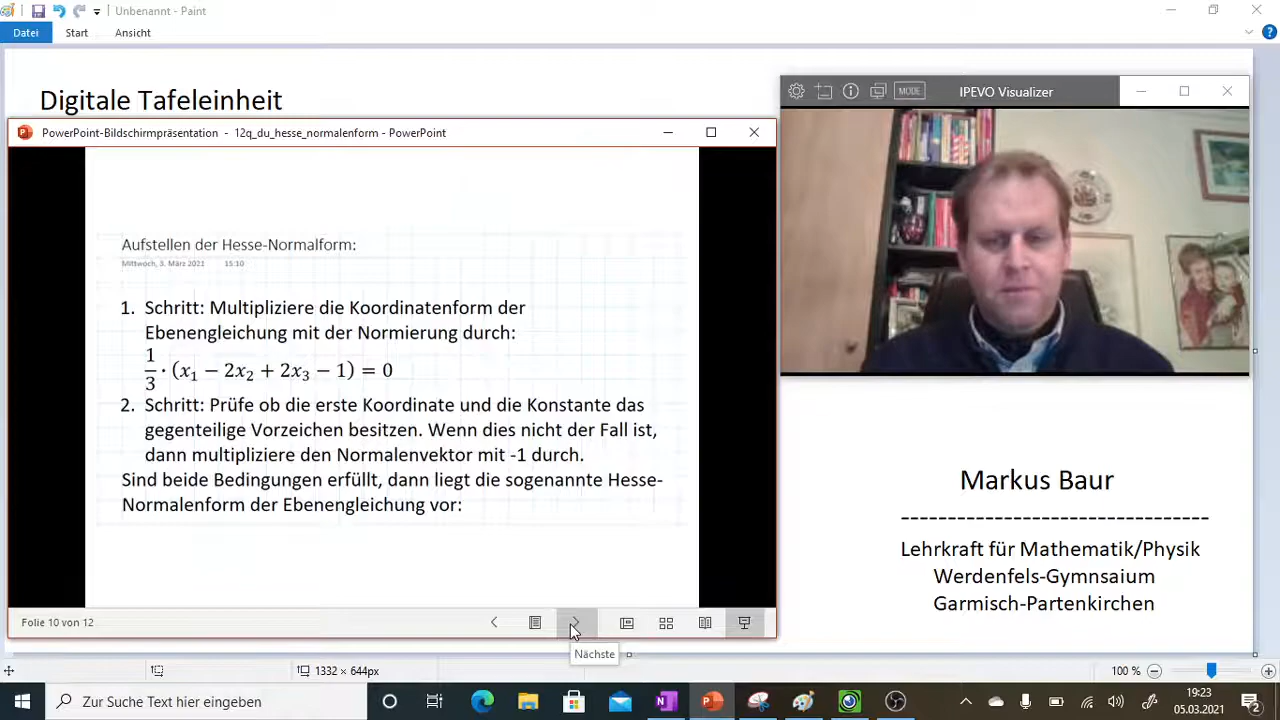 Unbenannt - Paint
Datei Start Ansicht
Digitale Tafeleinheit
PowerPoint-Bildschirmpräsentation - 12q_du_hesse_normalenform - PowerPoint
MODE IPEVO Visualizer
Aufstellen der Hesse-Normalform:
Mittwoch, 3. März 2021 15:10
1. Schritt: Multipliziere die Koordinatenform der
Ebenengleichung mit der Normierung durch:
1/3 · (x₁ − 2x₂ + 2x₃ − 1) = 0
2. Schritt: Prüfe ob die erste Koordinate und die Konstante das
gegenteilige Vorzeichen besitzen. Wenn dies nicht der Fall ist,
dann multipliziere den Normalenvektor mit -1 durch.
Sind beide Bedingungen erfüllt, dann liegt die sogenannte Hesse-
Normalenform der Ebenengleichung vor:
Folie 10 von 12
Nächste
Markus Baur
-------------------------------
Lehrkraft für Mathematik/Physik
Werdenfels-Gymnsaium
Garmisch-Partenkirchen
1332 × 644px
100 %
Zur Suche Text hier eingeben
19:23
05.03.2021